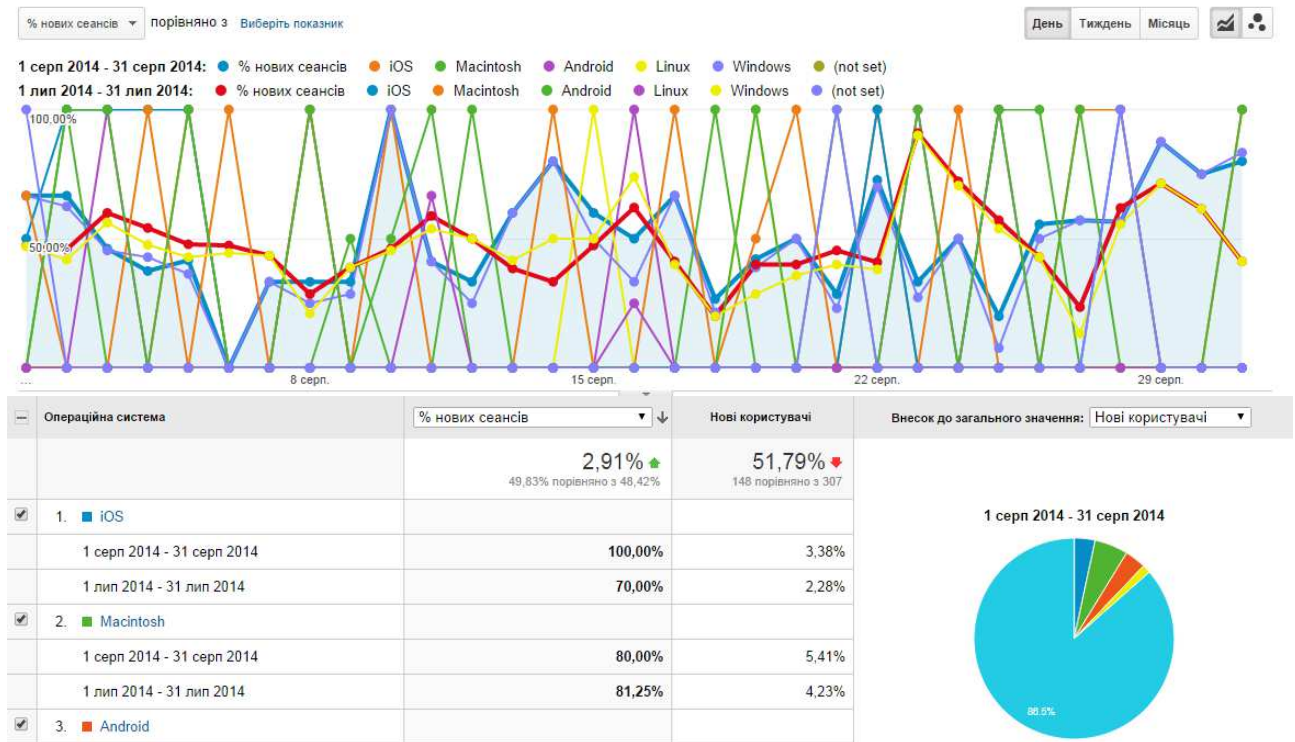 % нових сеансів порівняно з Виберіть показник День Тиждень Місяць
1 серп 2014 - 31 серп 2014: % нових сеансів iOS Macintosh Android Linux Windows (not set)
1 лип 2014 - 31 лип 2014: % нових сеансів iOS Macintosh Android Linux Windows (not set)
100,00%
50,00%
... 8 серп. 15 серп. 22 серп. 29 серп.
Операційна система % нових сеансів Нові користувачі Внесок до загального значення: Нові користувачі
2,91% 51,79%
49,83% порівняно з 48,42% 148 порівняно з 307
1. iOS 1 серп 2014 - 31 серп 2014
1 серп 2014 - 31 серп 2014 100,00% 3,38%
1 лип 2014 - 31 лип 2014 70,00% 2,28%
2. Macintosh
1 серп 2014 - 31 серп 2014 80,00% 5,41%
1 лип 2014 - 31 лип 2014 81,25% 4,23%
86.5%
3. Android